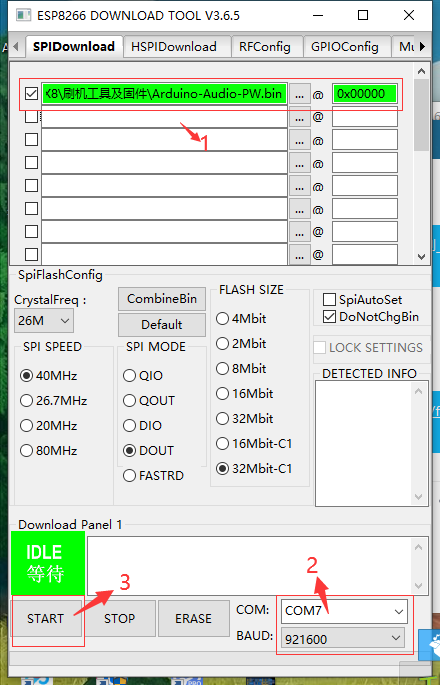 ESP8266 DOWNLOAD TOOL V3.6.5
SPIDownload HSPIDownload RFConfig GPIOConfig Mu
K8\刷机工具及固件\Arduino-Audio-PW.bin ... @ 0x00000
... @
1
... @
... @
... @
... @
... @
... @
SpiFlashConfig
CrystalFreq :
26M
CombineBin
Default
SPI SPEED
40MHz
26.7MHz
20MHz
80MHz
SPI MODE
QIO
QOUT
DIO
DOUT
FASTRD
FLASH SIZE
4Mbit
2Mbit
8Mbit
16Mbit
32Mbit
16Mbit-C1
32Mbit-C1
SpiAutoSet
DoNotChgBin
LOCK SETTINGS
DETECTED INFO
Download Panel 1
IDLE
等待
3
2
START STOP ERASE
COM: COM7
BAUD: 921600